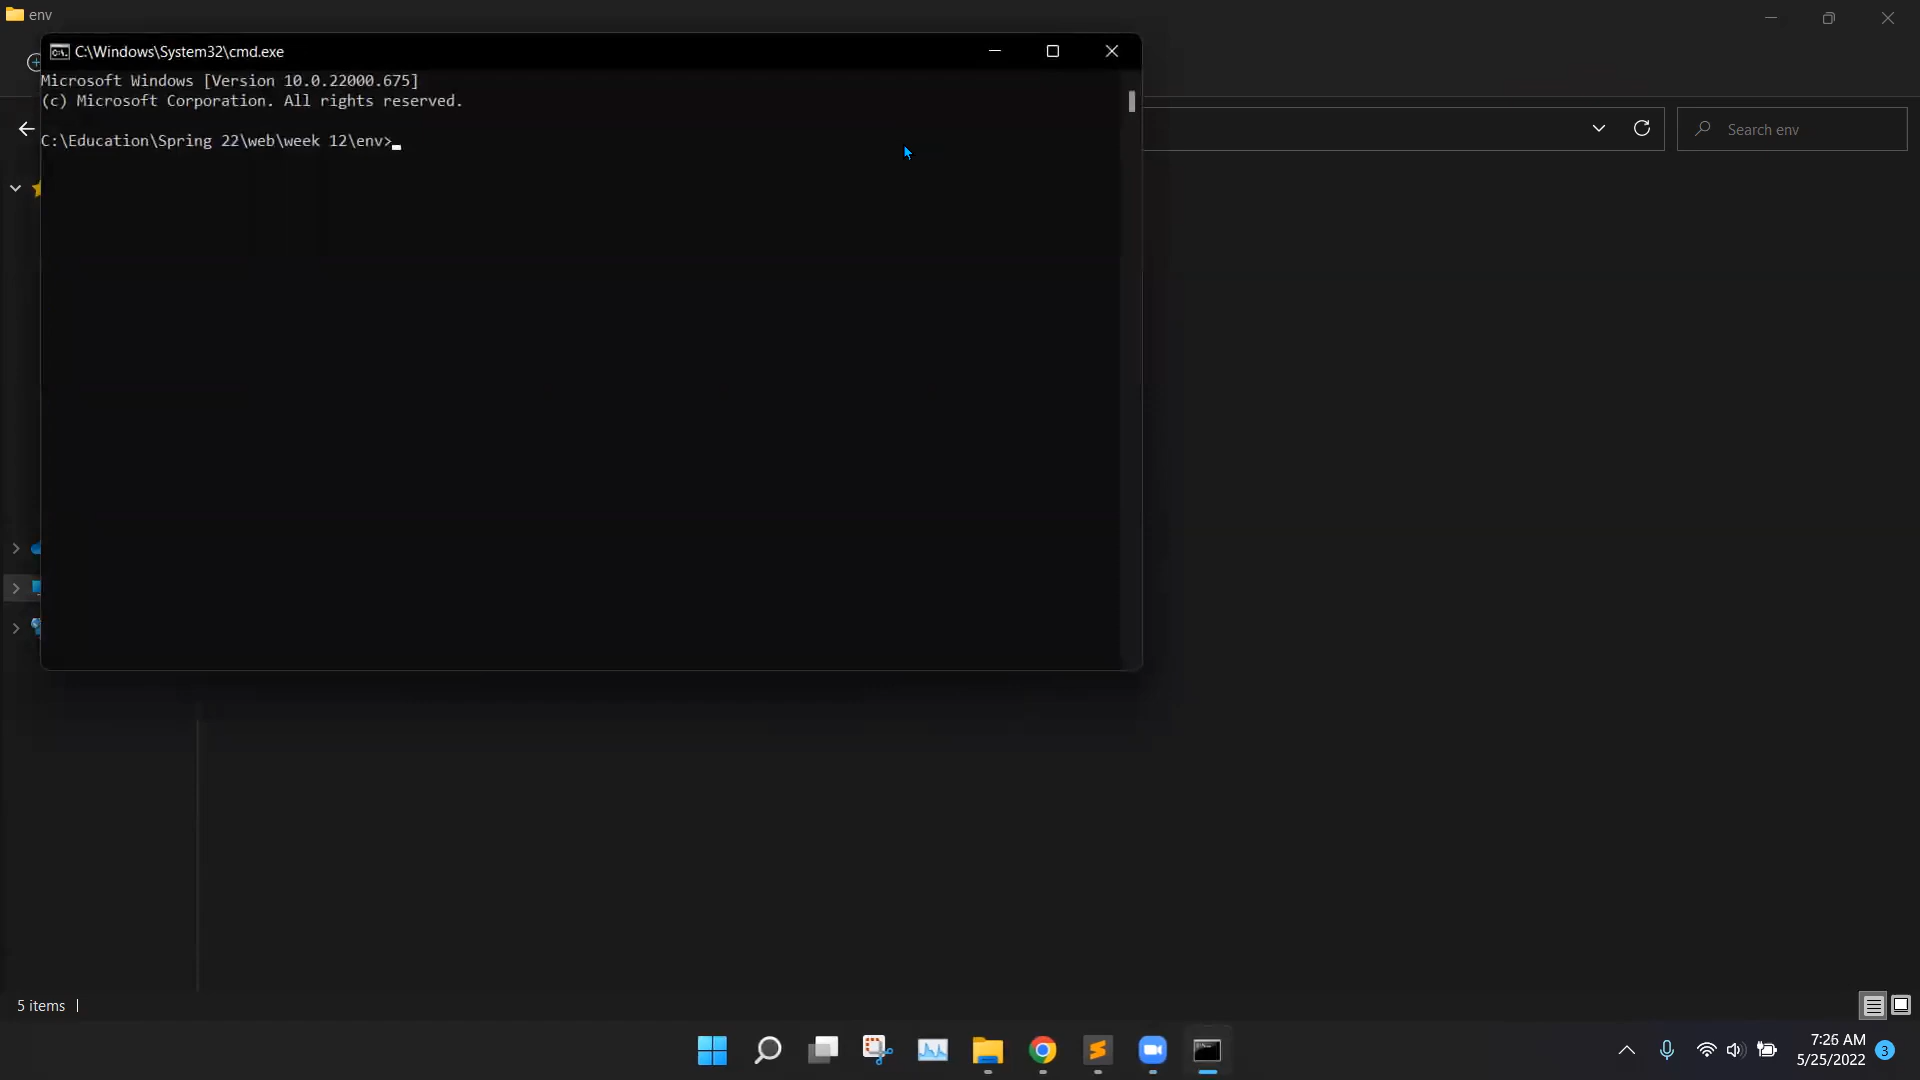 env
C:\Windows\System32\cmd.exe
Microsoft Windows [Version 10.0.22000.675]
(c) Microsoft Corporation. All rights reserved.
C:\Education\Spring 22\web\week 12\env>
Search env
5 items
7:26 AM
5/25/2022
3